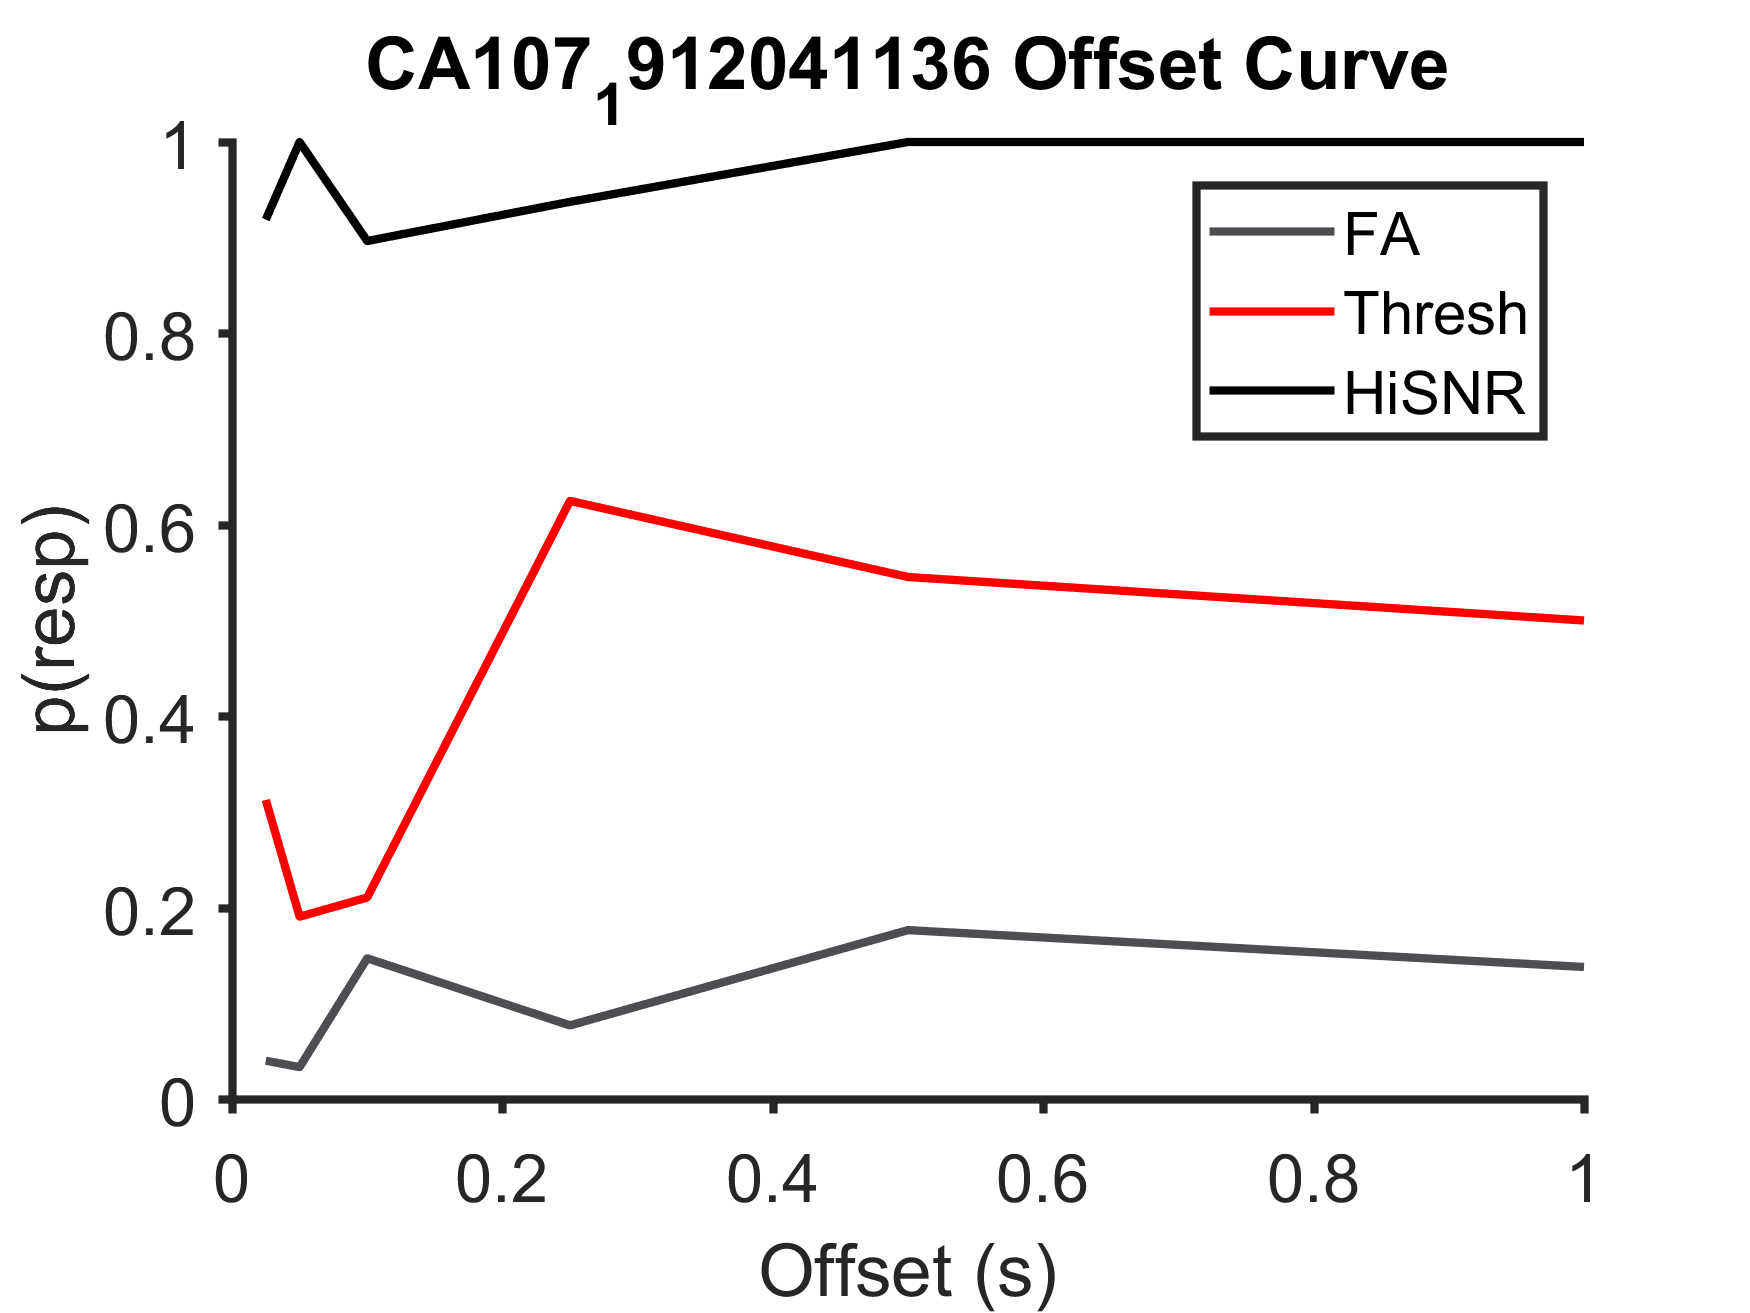 CA107₁912041136 Offset Curve
1
0.8
0.6
0.4
0.2
0
p(resp)
FA
Thresh
HiSNR
0 0.2 0.4 0.6 0.8 1
Offset (s)